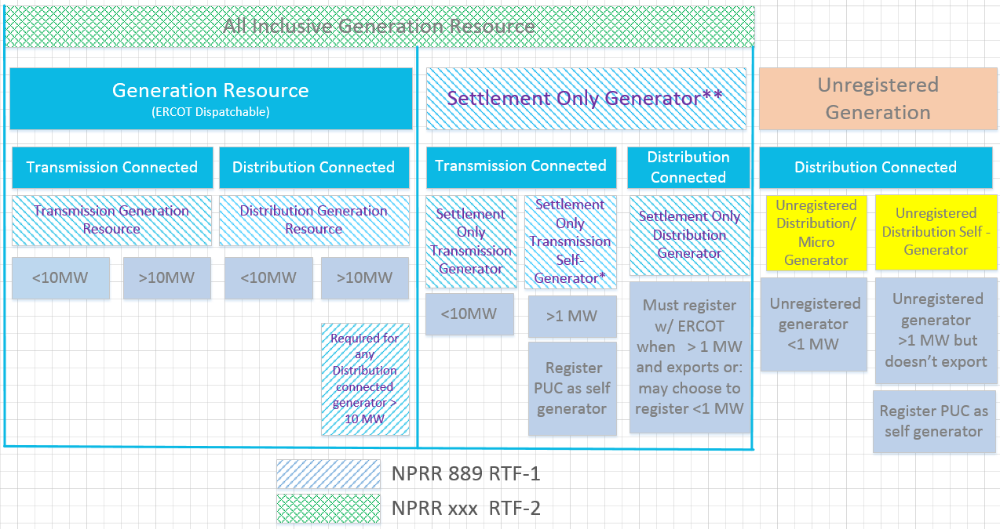 All Inclusive Generation Resource
Generation Resource
(ERCOT Dispatchable)
Settlement Only Generator**
Unregistered
Generation
Transmission Connected
Distribution Connected
Transmission Connected
Distribution
Connected
Distribution Connected
Transmission Generation
Resource
Distribution Generation
Resource
Settlement
Only
Transmission
Generator
Settlement
Only
Transmission
Self-
Generator*
Settlement Only
Distribution
Generator
Unregistered
Distribution/
Micro
Generator
Unregistered
Distribution Self -
Generator
<10MW
>10MW
<10MW
>10MW
<10MW
>1 MW
Must register
w/ ERCOT
when > 1 MW
and exports or:
may choose to
register <1 MW
Unregistered
generator
<1 MW
Unregistered
generator
>1 MW but
doesn't export
Required for
any
Distribution
connected
generator >
10 MW
Register
PUC as self
generator
Register PUC as
self generator
NPRR 889 RTF-1
NPRR xxx RTF-2